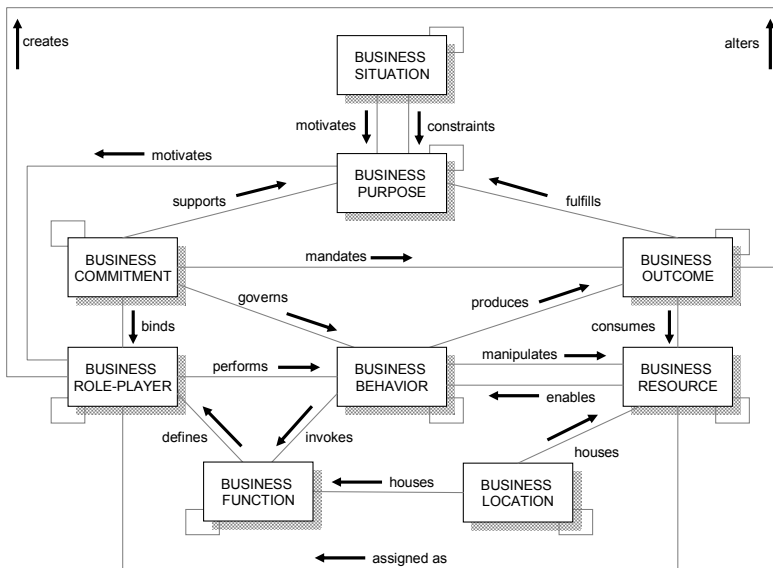 creates
alters
BUSINESS
SITUATION
motivates
constraints
motivates
BUSINESS
PURPOSE
supports
fulfills
BUSINESS
COMMITMENT
mandates
BUSINESS
OUTCOME
governs
produces
binds
consumes
BUSINESS
ROLE-PLAYER
performs
BUSINESS
BEHAVIOR
manipulates
BUSINESS
RESOURCE
enables
defines
invokes
houses
BUSINESS
FUNCTION
houses
BUSINESS
LOCATION
assigned as